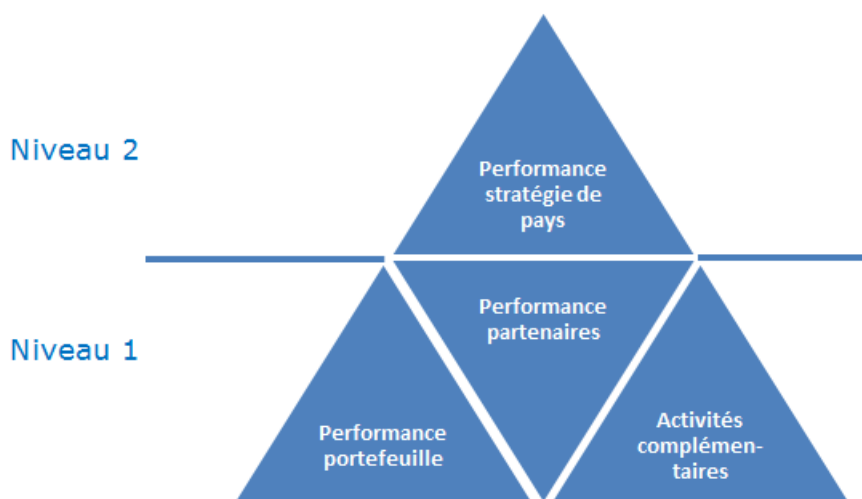 Niveau 2
Performance
stratégie de
pays
Niveau 1
Performance
partenaires
Performance
portefeuille
Activités
complémen-
taires